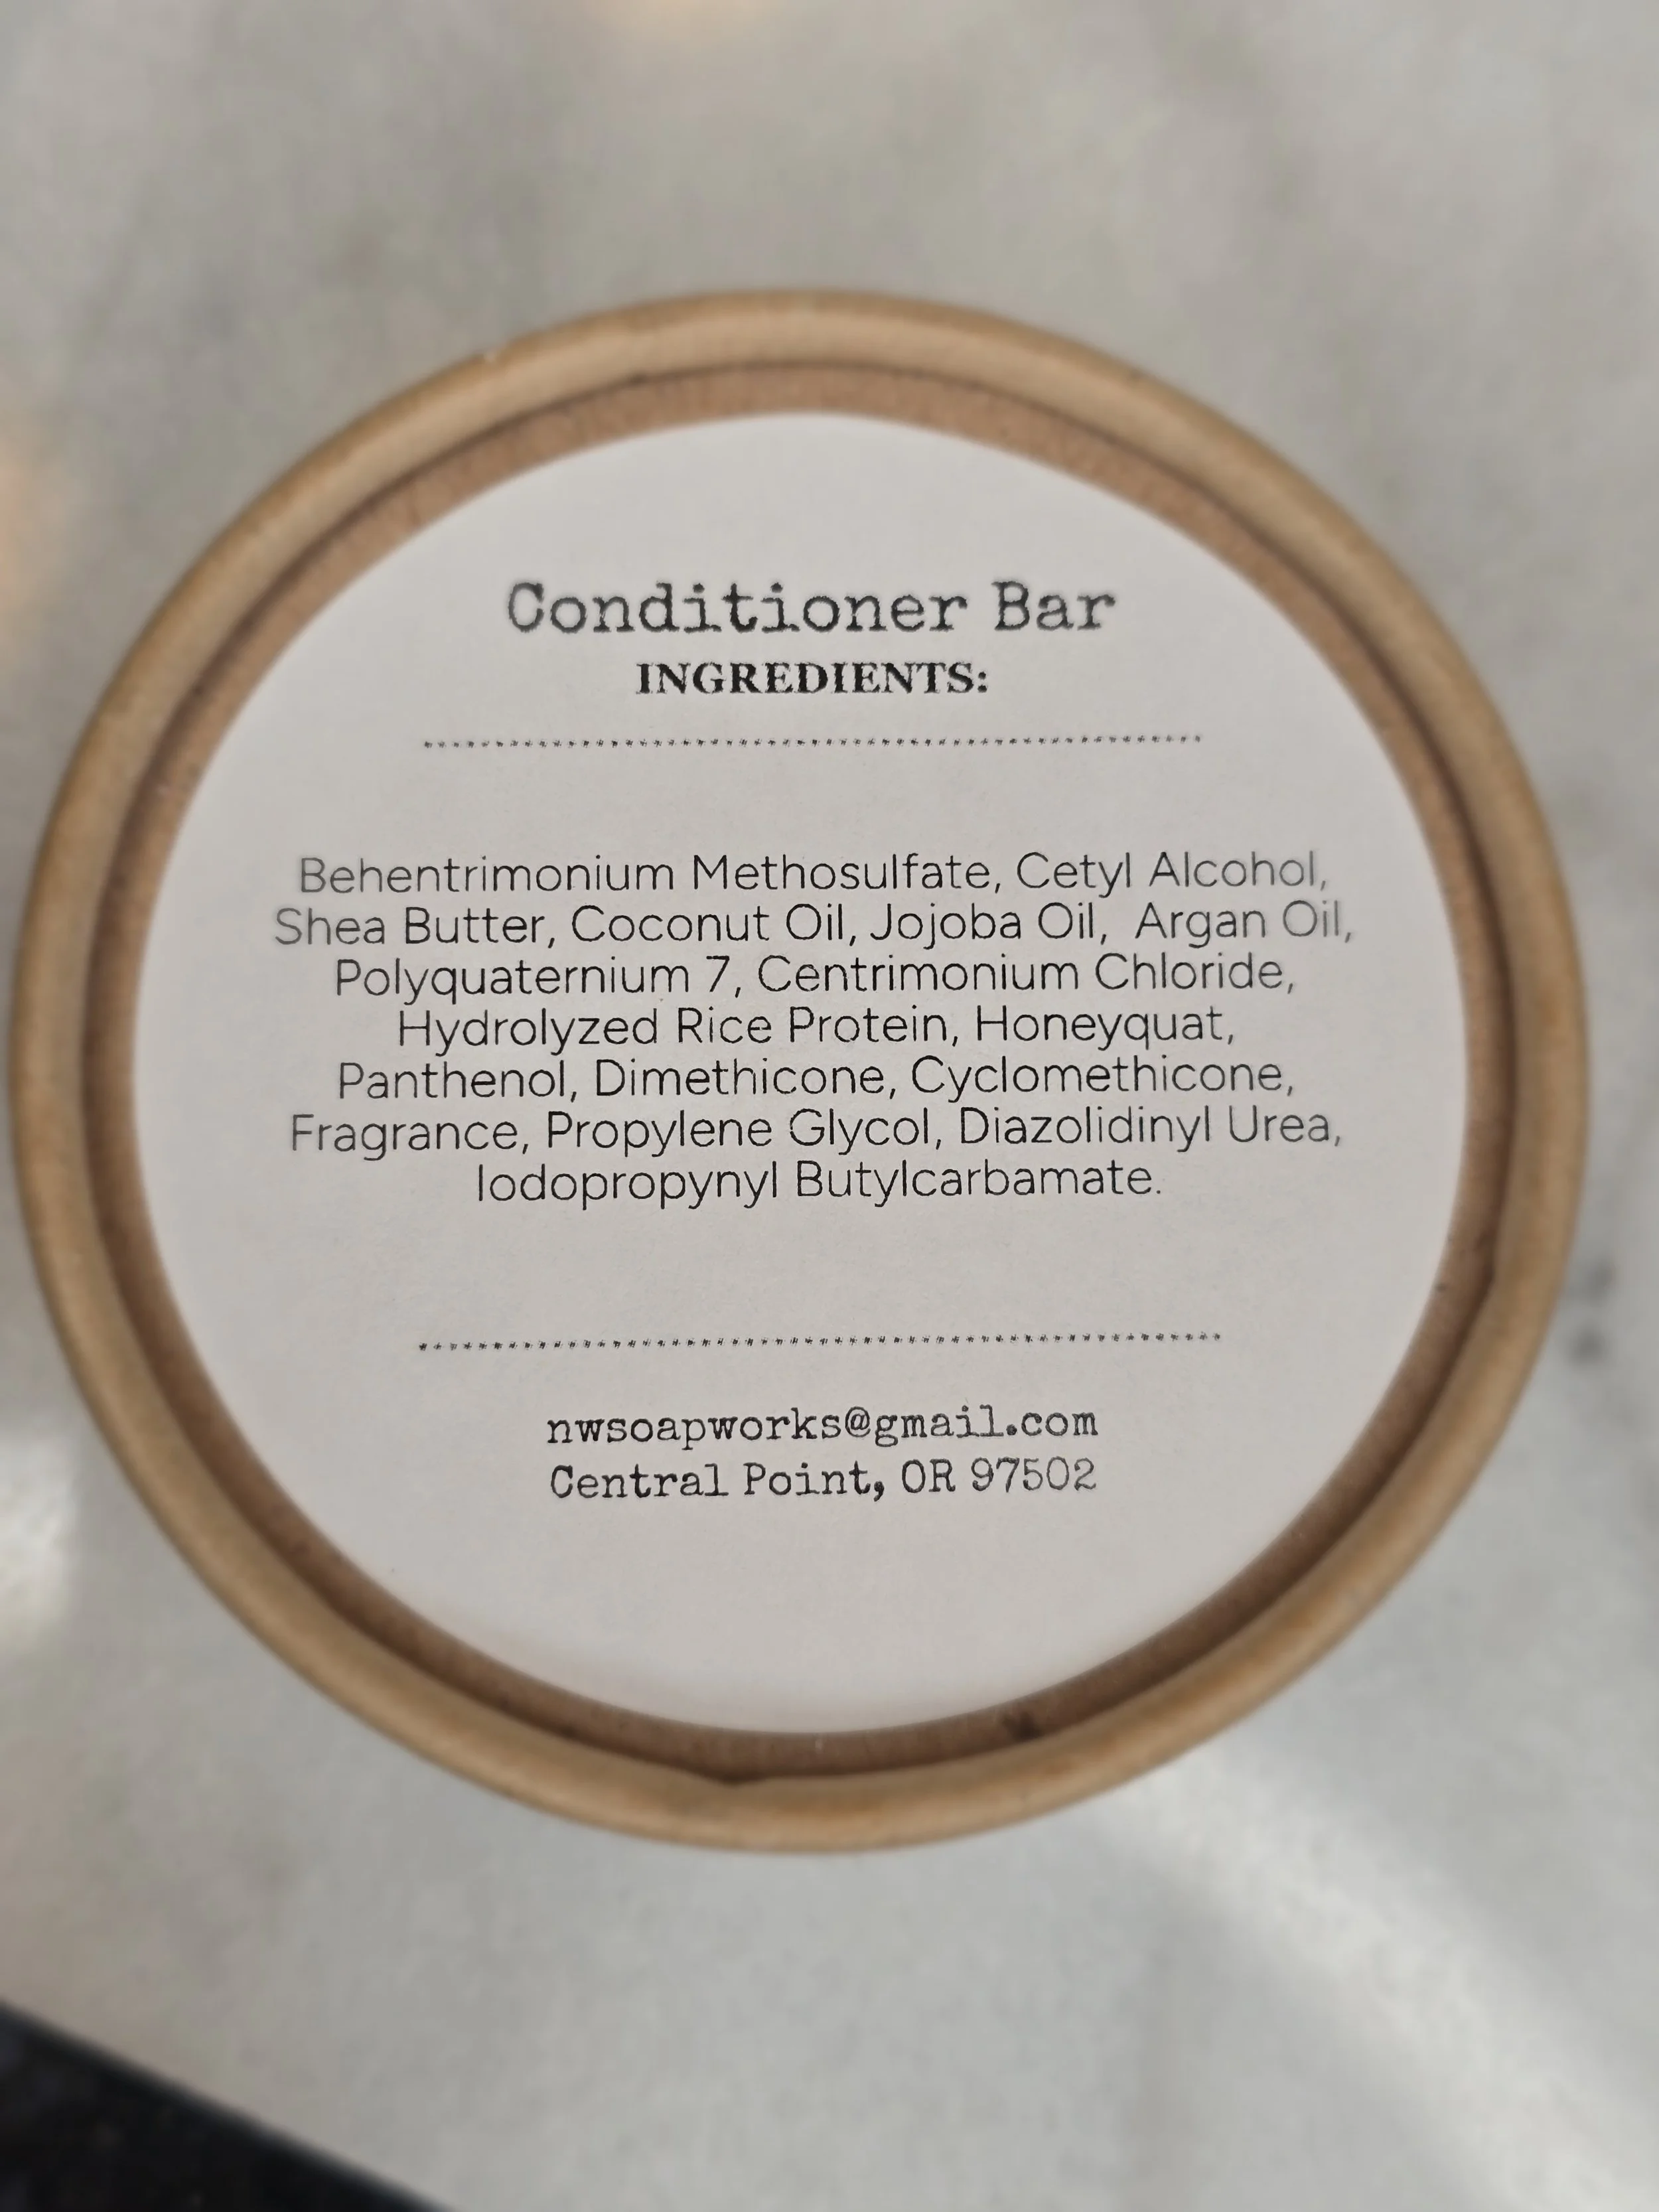 Conditioner Bar
INGREDIENTS:
Behentrimonium Methosulfate, Cetyl Alcohol,
Shea Butter, Coconut Oil, Jojoba Oil, Argan Oil,
Polyquaternium 7, Centrimonium Chloride,
Hydrolyzed Rice Protein, Honeyquat,
Panthenol, Dimethicone, Cyclomethicone,
Fragrance, Propylene Glycol, Diazolidinyl Urea,
Iodopropynyl Butylcarbamate.
nwsoapworks@gmail.com
Central Point, OR 97502